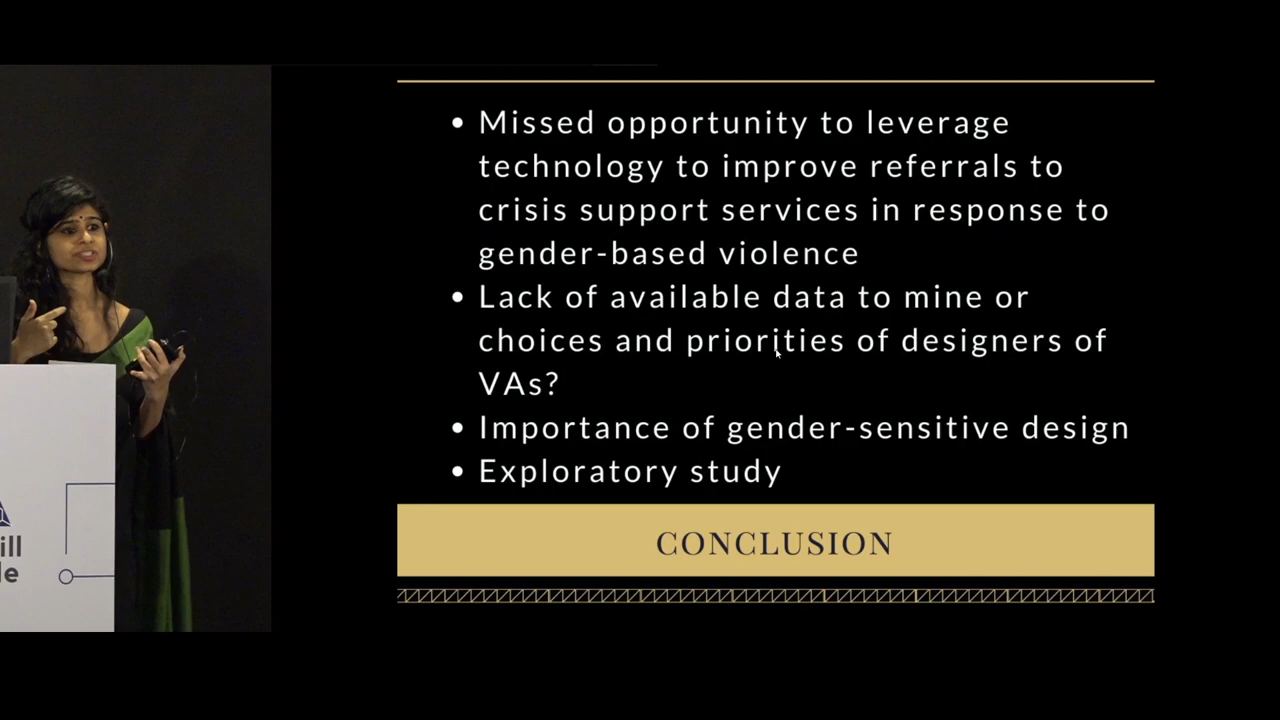 • Missed opportunity to leverage
technology to improve referrals to
crisis support services in response to
gender-based violence
• Lack of available data to mine or
choices and priorities of designers of
VAs?
• Importance of gender-sensitive design
• Exploratory study
CONCLUSION
ill
le